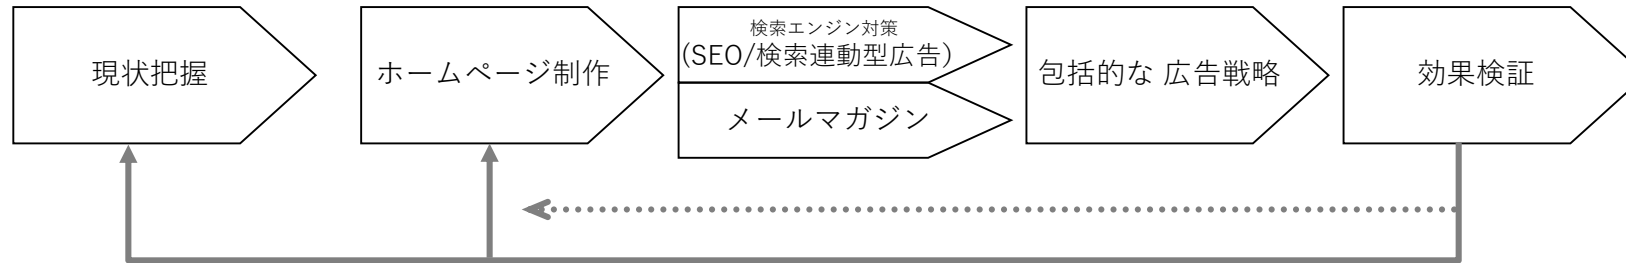 現状把握
ホームページ制作
検索エンジン対策
(SEO/検索連動型広告)
メールマガジン
包括的な 広告戦略
効果検証